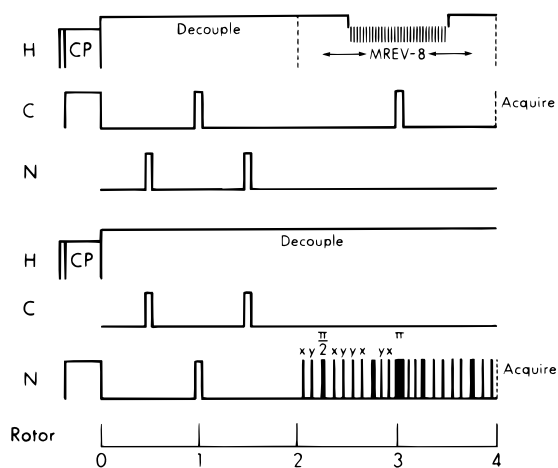 Decouple
H CP MREV-8
C Acquire
N
Decouple
H CP
C
π/2 π
x y x y y x y x
N Acquire
Rotor
0 1 2 3 4